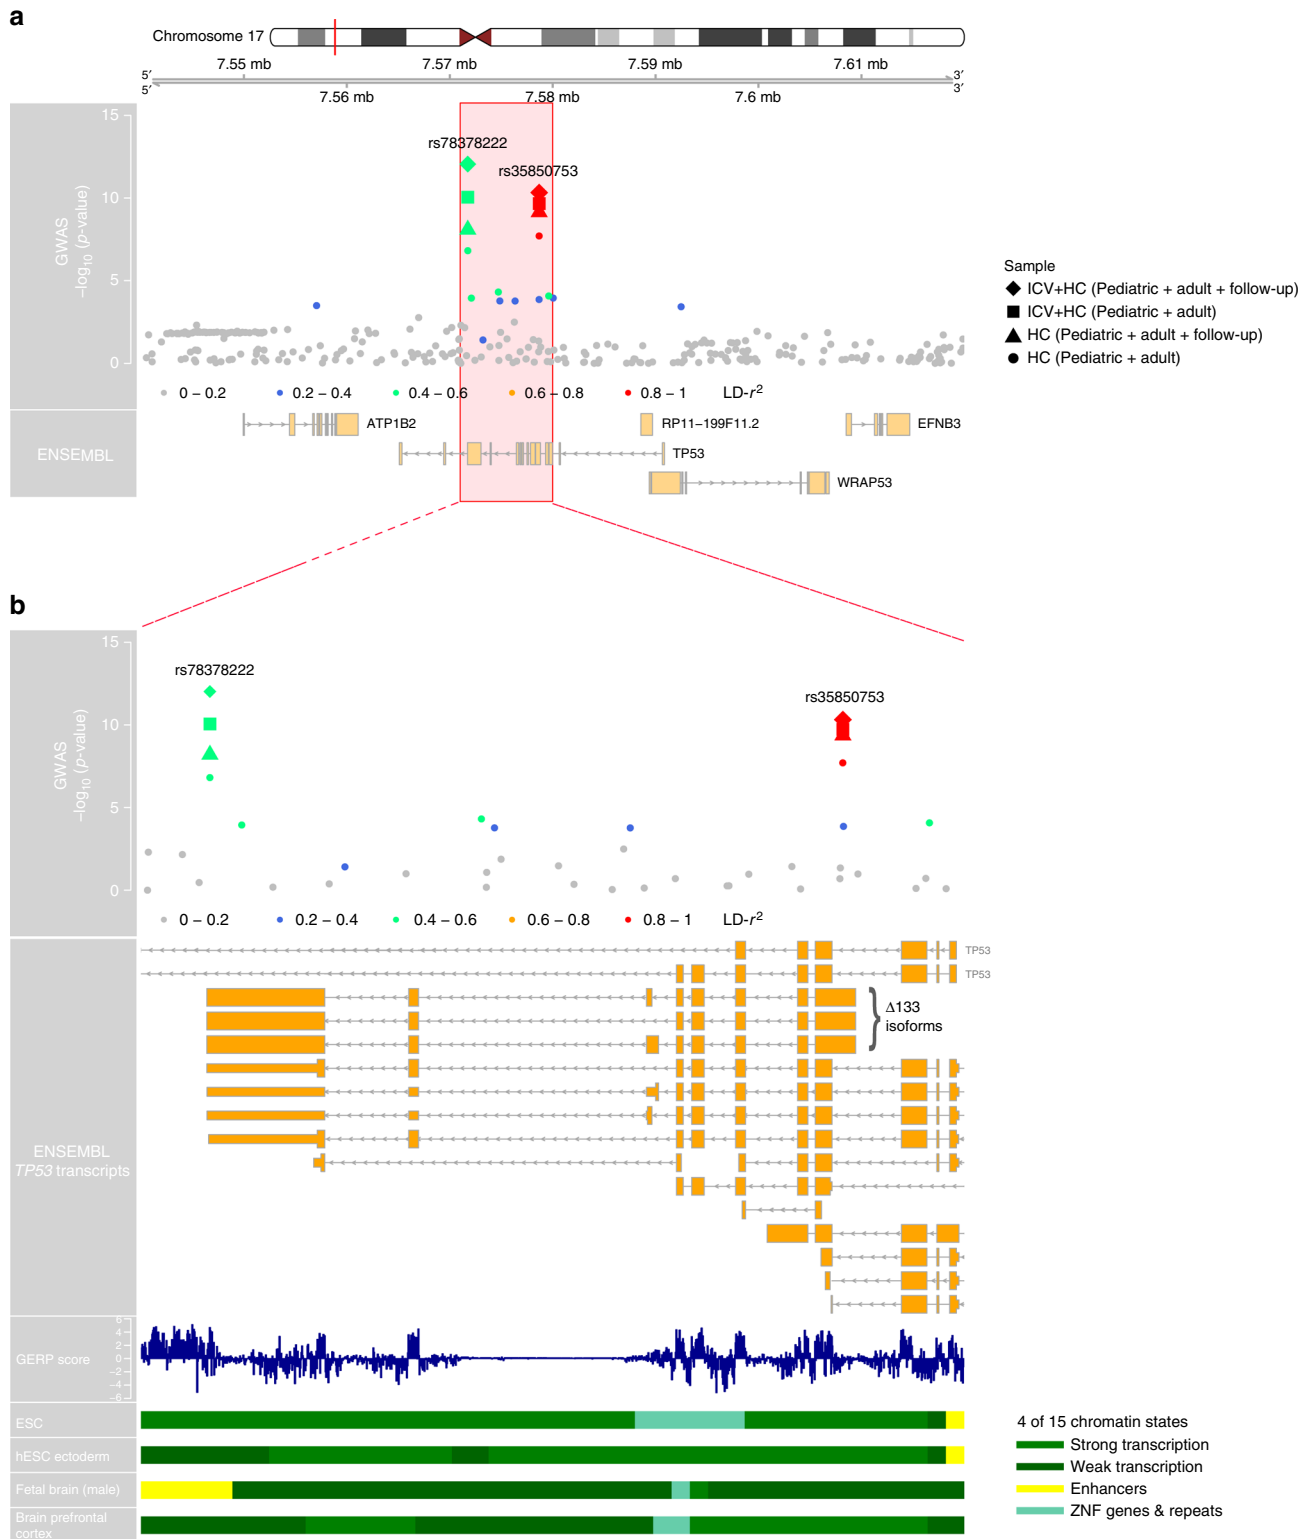 a
Chromosome 17
7.55 mb 7.57 mb 7.59 mb 7.61 mb
5′ 3′
5′ 3′
7.56 mb 7.58 mb 7.6 mb
GWAS
−log10 (p-value)
15
10
5
0
rs78378222
rs35850753
0 – 0.2 0.2 – 0.4 0.4 – 0.6 0.6 – 0.8 0.8 – 1 LD-r2
Sample
ICV+HC (Pediatric + adult + follow-up)
ICV+HC (Pediatric + adult)
HC (Pediatric + adult + follow-up)
HC (Pediatric + adult)
ENSEMBL
ATP1B2 RP11−199F11.2 EFNB3
TP53
WRAP53
b
GWAS
−log10 (p-value)
15
10
5
0
rs78378222
rs35850753
0 – 0.2 0.2 – 0.4 0.4 – 0.6 0.6 – 0.8 0.8 – 1 LD-r2
ENSEMBL
TP53 transcripts
TP53
TP53
Δ133
isoforms
GERP score
6
4
2
0
−2
−4
−6
ESC
hESC ectoderm
Fetal brain (male)
Brain prefrontal
cortex
4 of 15 chromatin states
Strong transcription
Weak transcription
Enhancers
ZNF genes & repeats